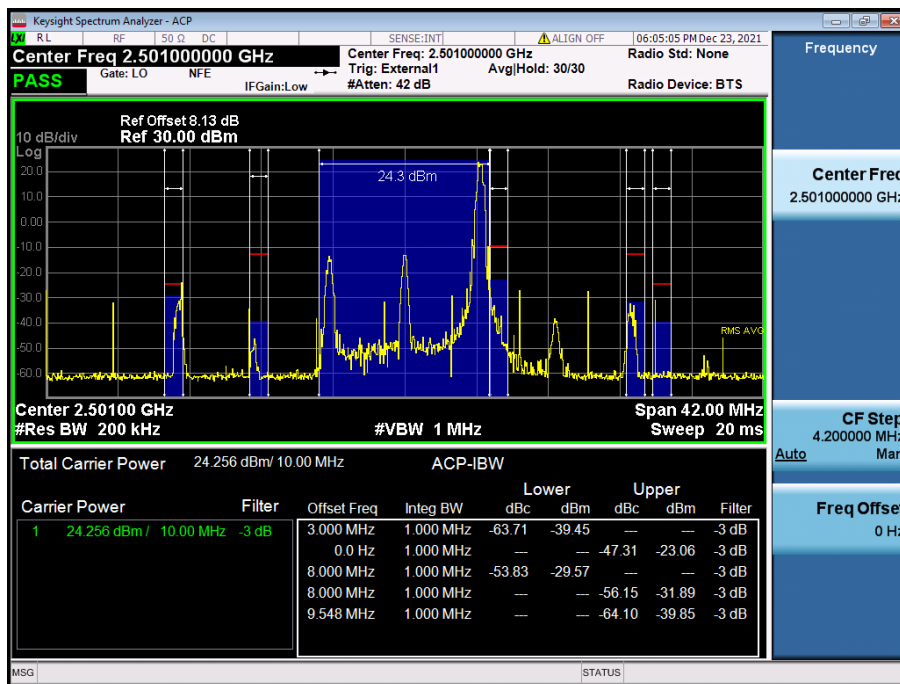 Keysight Spectrum Analyzer - ACP
LXI RL RF 50 Ω DC SENSE:INT ALIGN OFF 06:05:05 PM Dec 23, 2021
Center Freq 2.501000000 GHz
Center Freq: 2.501000000 GHz Radio Std: None
Gate: LO NFE Trig: External1 Avg|Hold: 30/30
PASS IFGain:Low #Atten: 42 dB Radio Device: BTS
Frequency
Ref Offset 8.13 dB
10 dB/div Ref 30.00 dBm
Log
24.3 dBm
20.0
10.0
0.00
-10.0
-20.0
-30.0
-40.0
-50.0
-60.0
RMS AVG
Center 2.50100 GHz Span 42.00 MHz
#Res BW 200 kHz #VBW 1 MHz Sweep 20 ms
Center Freq
2.501000000 GHz
CF Step
4.200000 MHz
Auto Man
Freq Offset
0 Hz
Total Carrier Power 24.256 dBm/ 10.00 MHz ACP-IBW
Lower Upper
Carrier Power Filter Offset Freq Integ BW dBc dBm dBc dBm Filter
1 24.256 dBm / 10.00 MHz -3 dB 3.000 MHz 1.000 MHz -63.71 -39.45 --- --- -3 dB
0.0 Hz 1.000 MHz --- --- -47.31 -23.06 -3 dB
8.000 MHz 1.000 MHz -53.83 -29.57 --- --- -3 dB
8.000 MHz 1.000 MHz --- --- -56.15 -31.89 -3 dB
9.548 MHz 1.000 MHz --- --- -64.10 -39.85 -3 dB
MSG STATUS